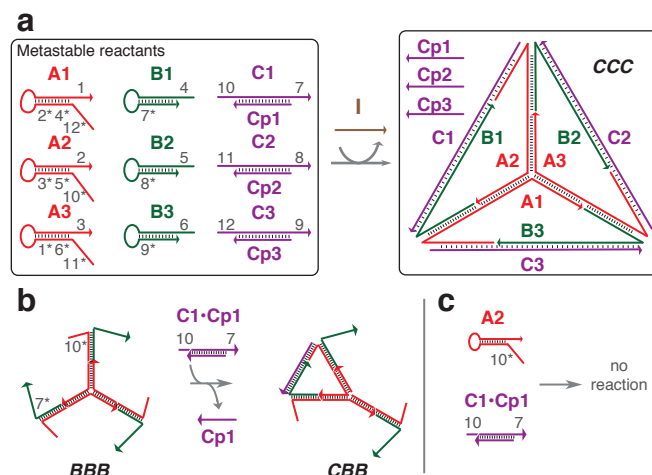 a
Metastable reactants
A1
1
2* 4*
12*
B1
4
7*
C1
10 7
Cp1
A2
2
3* 5*
10*
B2
5
8*
C2
11 8
Cp2
A3
3
1* 6*
11*
B3
6
9*
C3
12 9
Cp3
I
Cp1
Cp2
Cp3
CCC
C1
B1
B2
C2
A2
A3
A1
B3
C3
b
10*
7*
BBB
C1•Cp1
10 7
Cp1
CBB
c
A2
10*
C1•Cp1
10 7
no
reaction